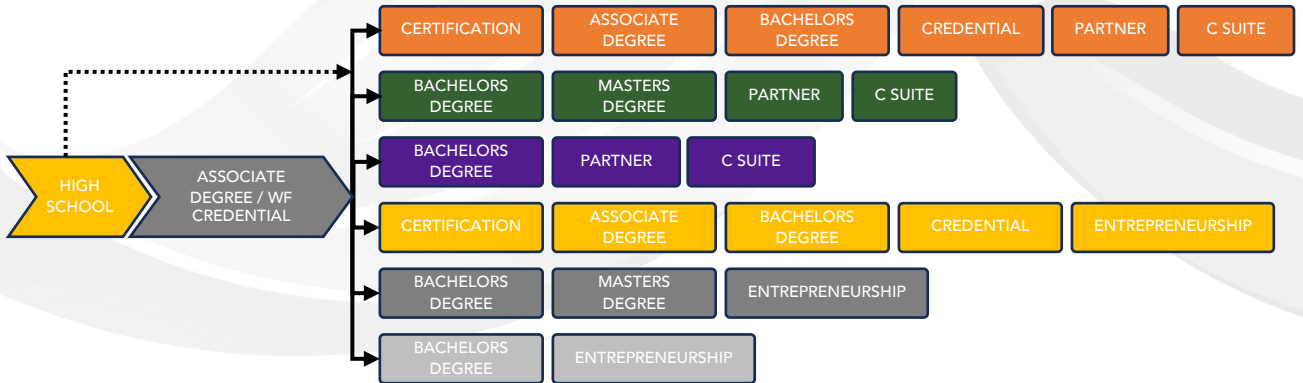 CERTIFICATION
ASSOCIATE
DEGREE
BACHELORS
DEGREE
CREDENTIAL
PARTNER
C SUITE
BACHELORS
DEGREE
MASTERS
DEGREE
PARTNER
C SUITE
BACHELORS
DEGREE
PARTNER
C SUITE
HIGH
SCHOOL
ASSOCIATE
DEGREE / WF
CREDENTIAL
CERTIFICATION
ASSOCIATE
DEGREE
BACHELORS
DEGREE
CREDENTIAL
ENTREPRENEURSHIP
BACHELORS
DEGREE
MASTERS
DEGREE
ENTREPRENEURSHIP
BACHELORS
DEGREE
ENTREPRENEURSHIP